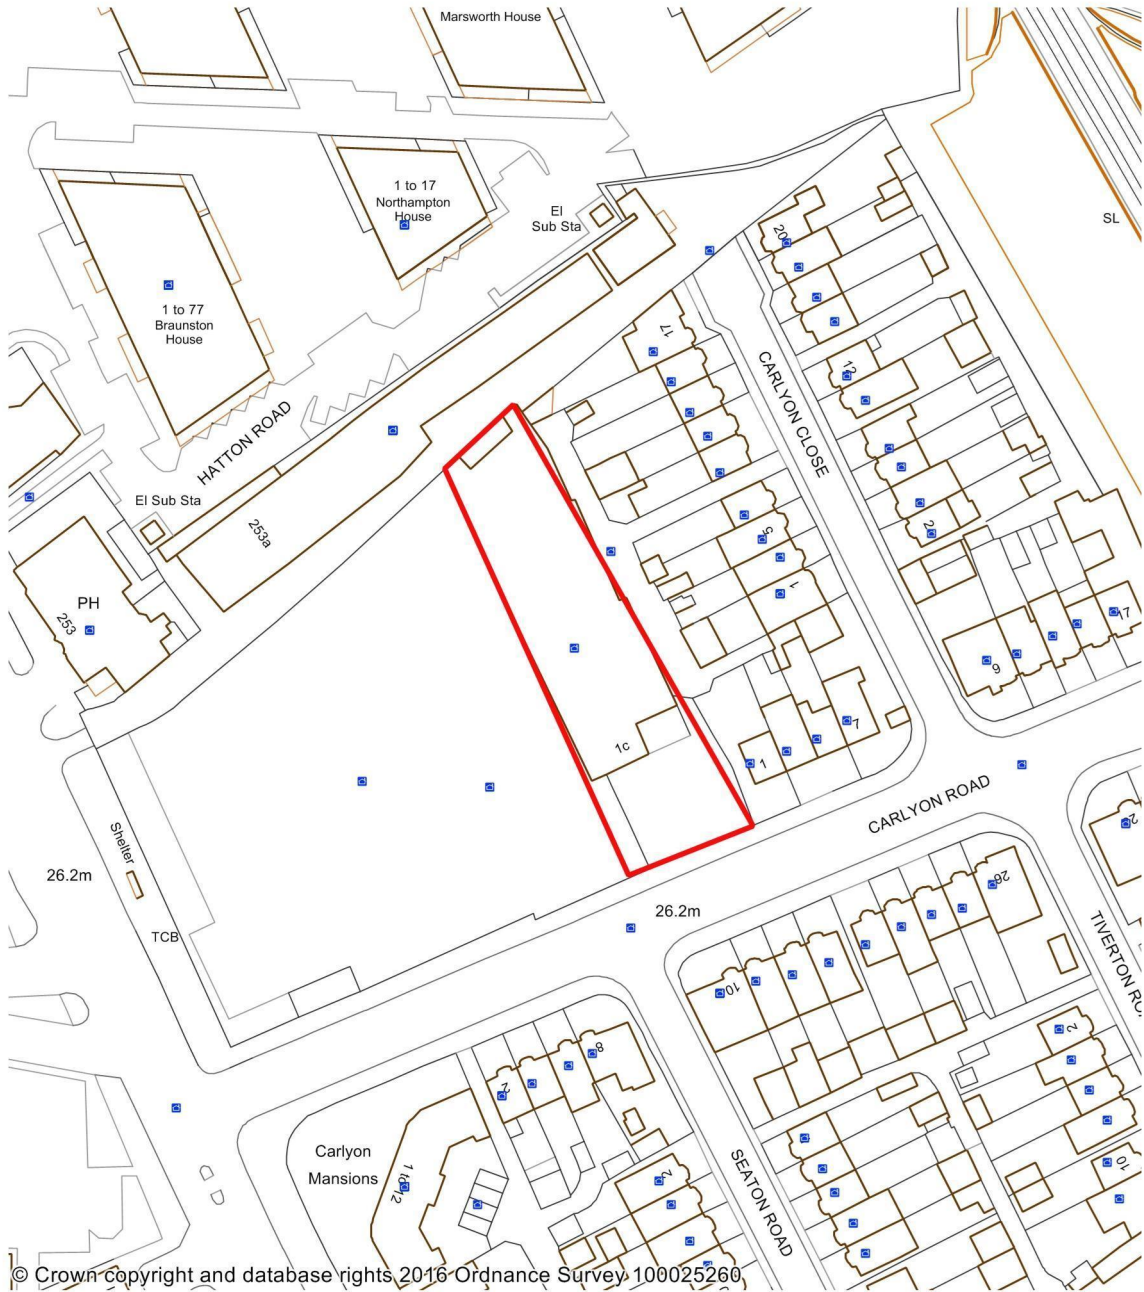 Marsworth House
1 to 17
Northampton
House
El
Sub Sta
SL
20
1 to 77
Braunston
House
17
12
CARLYON CLOSE
HATTON ROAD
El Sub Sta
253a
5
2
PH
253
1
17
9
1c
1
7
CARLYON ROAD
2
Shelter
26.2m
26.2m
26
TCB
TIVERTON RO
10
2
8
2
Carlyon
Mansions
1 to 12
2
10
SEATON ROAD
© Crown copyright and database rights 2016 Ordnance Survey 100025260